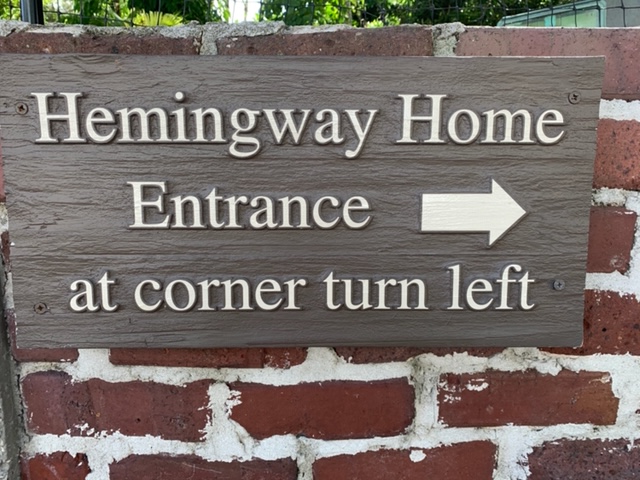 Hemingway Home
Entrance
at corner turn left